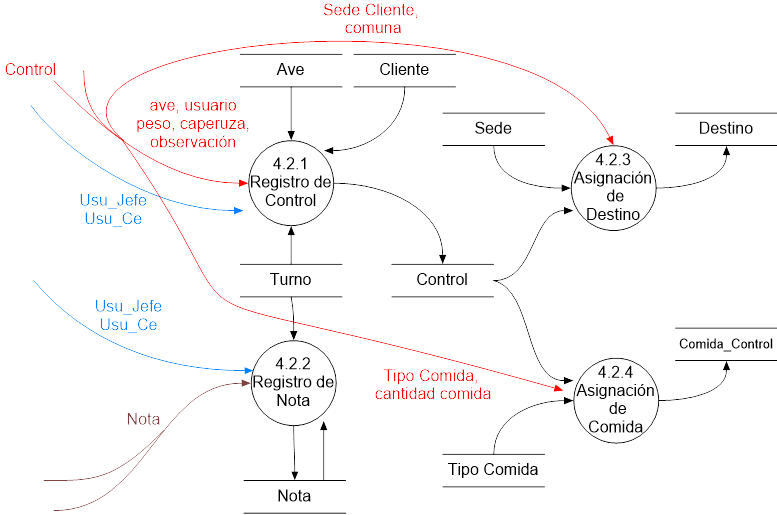 Sede Cliente,
comuna
Control
Ave
Cliente
ave, usuario
peso, caperuza,
observación
Sede
Destino
4.2.1
Registro de
Control
4.2.3
Asignación
de
Destino
Usu_Jefe
Usu_Ce
Turno
Control
Usu_Jefe
Usu_Ce
Comida_Control
4.2.2
Registro de
Nota
Tipo Comida,
cantidad comida
4.2.4
Asignación
de
Comida
Nota
Tipo Comida
Nota